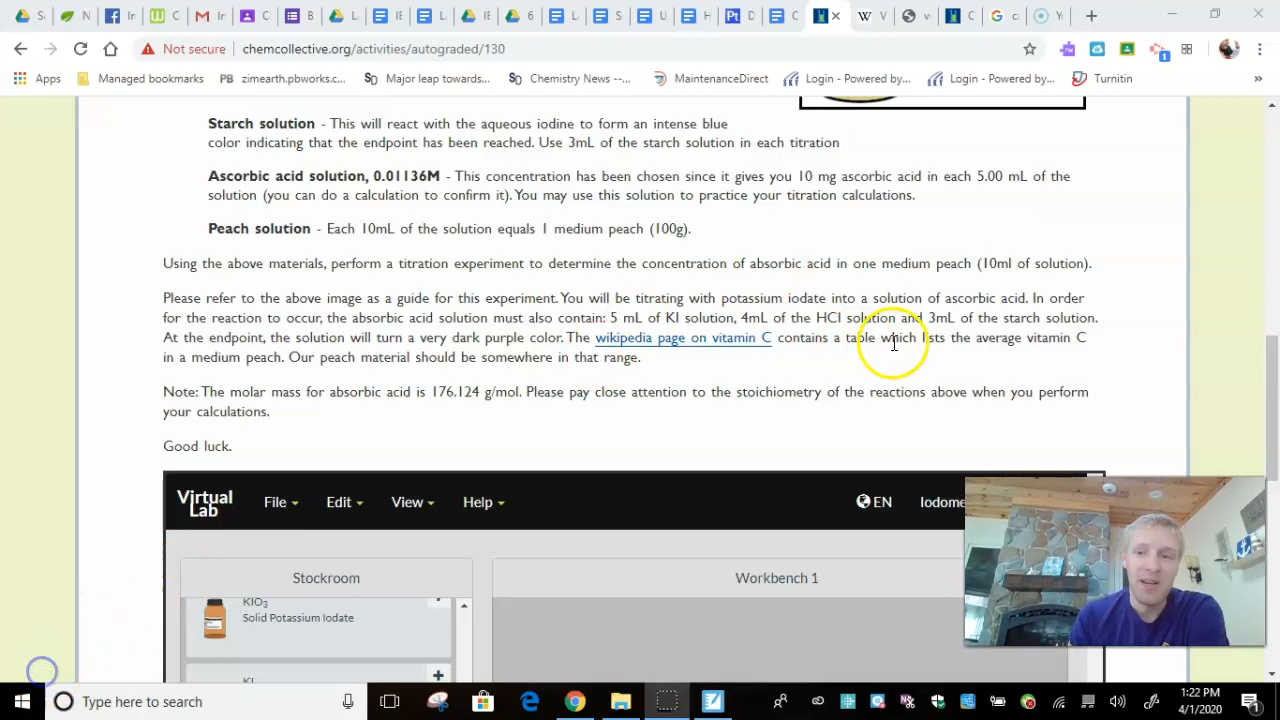 Not secure chemcollective.org/activities/autograded/130
Apps Managed bookmarks PB zimearth.pbworks.c... Major leap towards... Chemistry News -–... MaintenanceDirect Login - Powered by... Login - Powered by... Turnitin »
Starch solution - This will react with the aqueous iodine to form an intense blue
color indicating that the endpoint has been reached. Use 3mL of the starch solution in each titration
Ascorbic acid solution, 0.01136M - This concentration has been chosen since it gives you 10 mg ascorbic acid in each 5.00 mL of the
solution (you can do a calculation to confirm it). You may use this solution to practice your titration calculations.
Peach solution - Each 10mL of the solution equals 1 medium peach (100g).
Using the above materials, perform a titration experiment to determine the concentration of absorbic acid in one medium peach (10ml of solution).
Please refer to the above image as a guide for this experiment. You will be titrating with potassium iodate into a solution of ascorbic acid. In order
for the reaction to occur, the absorbic acid solution must also contain: 5 mL of KI solution, 4mL of the HCl solution and 3mL of the starch solution.
At the endpoint, the solution will turn a very dark purple color. The wikipedia page on vitamin C contains a table which lists the average vitamin C
in a medium peach. Our peach material should be somewhere in that range.
Note: The molar mass for absorbic acid is 176.124 g/mol. Please pay close attention to the stoichiometry of the reactions above when you perform
your calculations.
Good luck.
Virtual Lab File Edit View Help EN Iodome
Stockroom Workbench 1
KIO3
Solid Potassium Iodate
KI
Type here to search
1:22 PM
4/1/2020